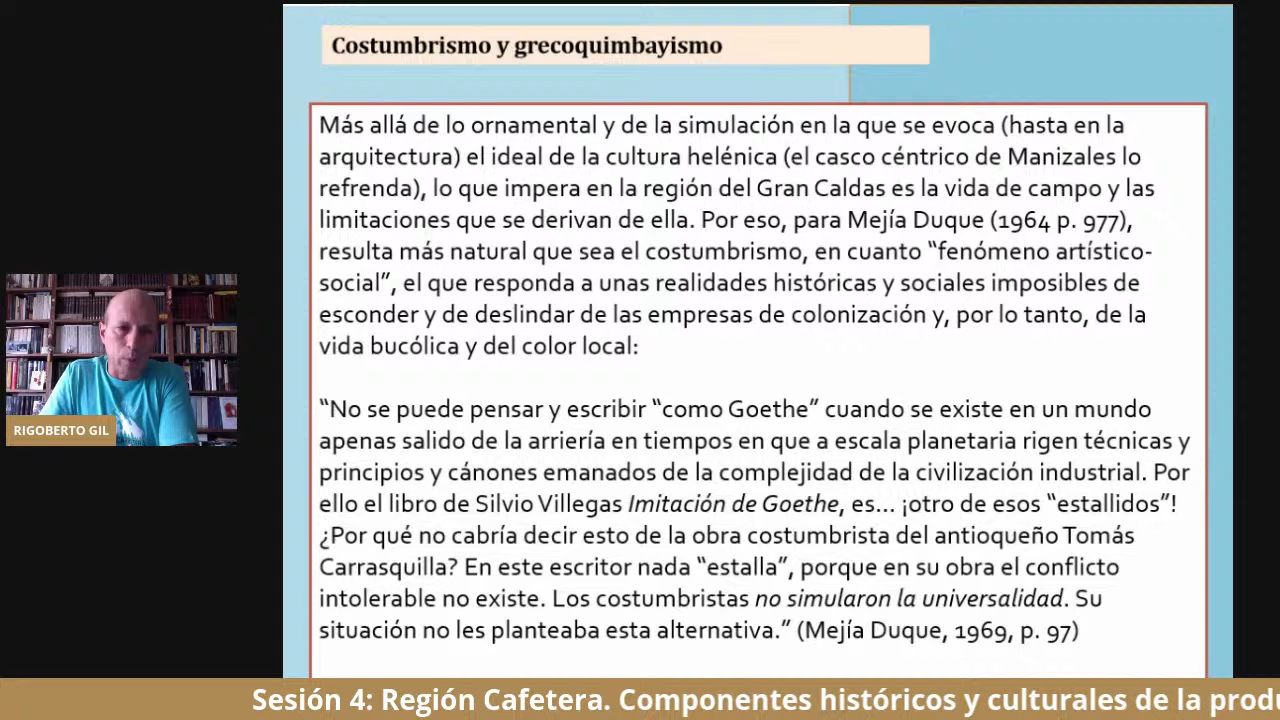 Costumbrismo y grecoquimbayismo
Más allá de lo ornamental y de la simulación en la que se evoca (hasta en la
arquitectura) el ideal de la cultura helénica (el casco céntrico de Manizales lo
refrenda), lo que impera en la región del Gran Caldas es la vida de campo y las
limitaciones que se derivan de ella. Por eso, para Mejía Duque (1964 p. 977),
resulta más natural que sea el costumbrismo, en cuanto “fenómeno artístico-
social”, el que responda a unas realidades históricas y sociales imposibles de
esconder y de deslindar de las empresas de colonización y, por lo tanto, de la
vida bucólica y del color local:
“No se puede pensar y escribir “como Goethe” cuando se existe en un mundo
apenas salido de la arriería en tiempos en que a escala planetaria rigen técnicas y
principios y cánones emanados de la complejidad de la civilización industrial. Por
ello el libro de Silvio Villegas Imitación de Goethe, es... ¡otro de esos “estallidos”!
¿Por qué no cabría decir esto de la obra costumbrista del antioqueño Tomás
Carrasquilla? En este escritor nada “estalla”, porque en su obra el conflicto
intolerable no existe. Los costumbristas no simularon la universalidad. Su
situación no les planteaba esta alternativa.” (Mejía Duque, 1969, p. 97)
RIGOBERTO GIL
Sesión 4: Región Cafetera. Componentes históricos y culturales de la produ